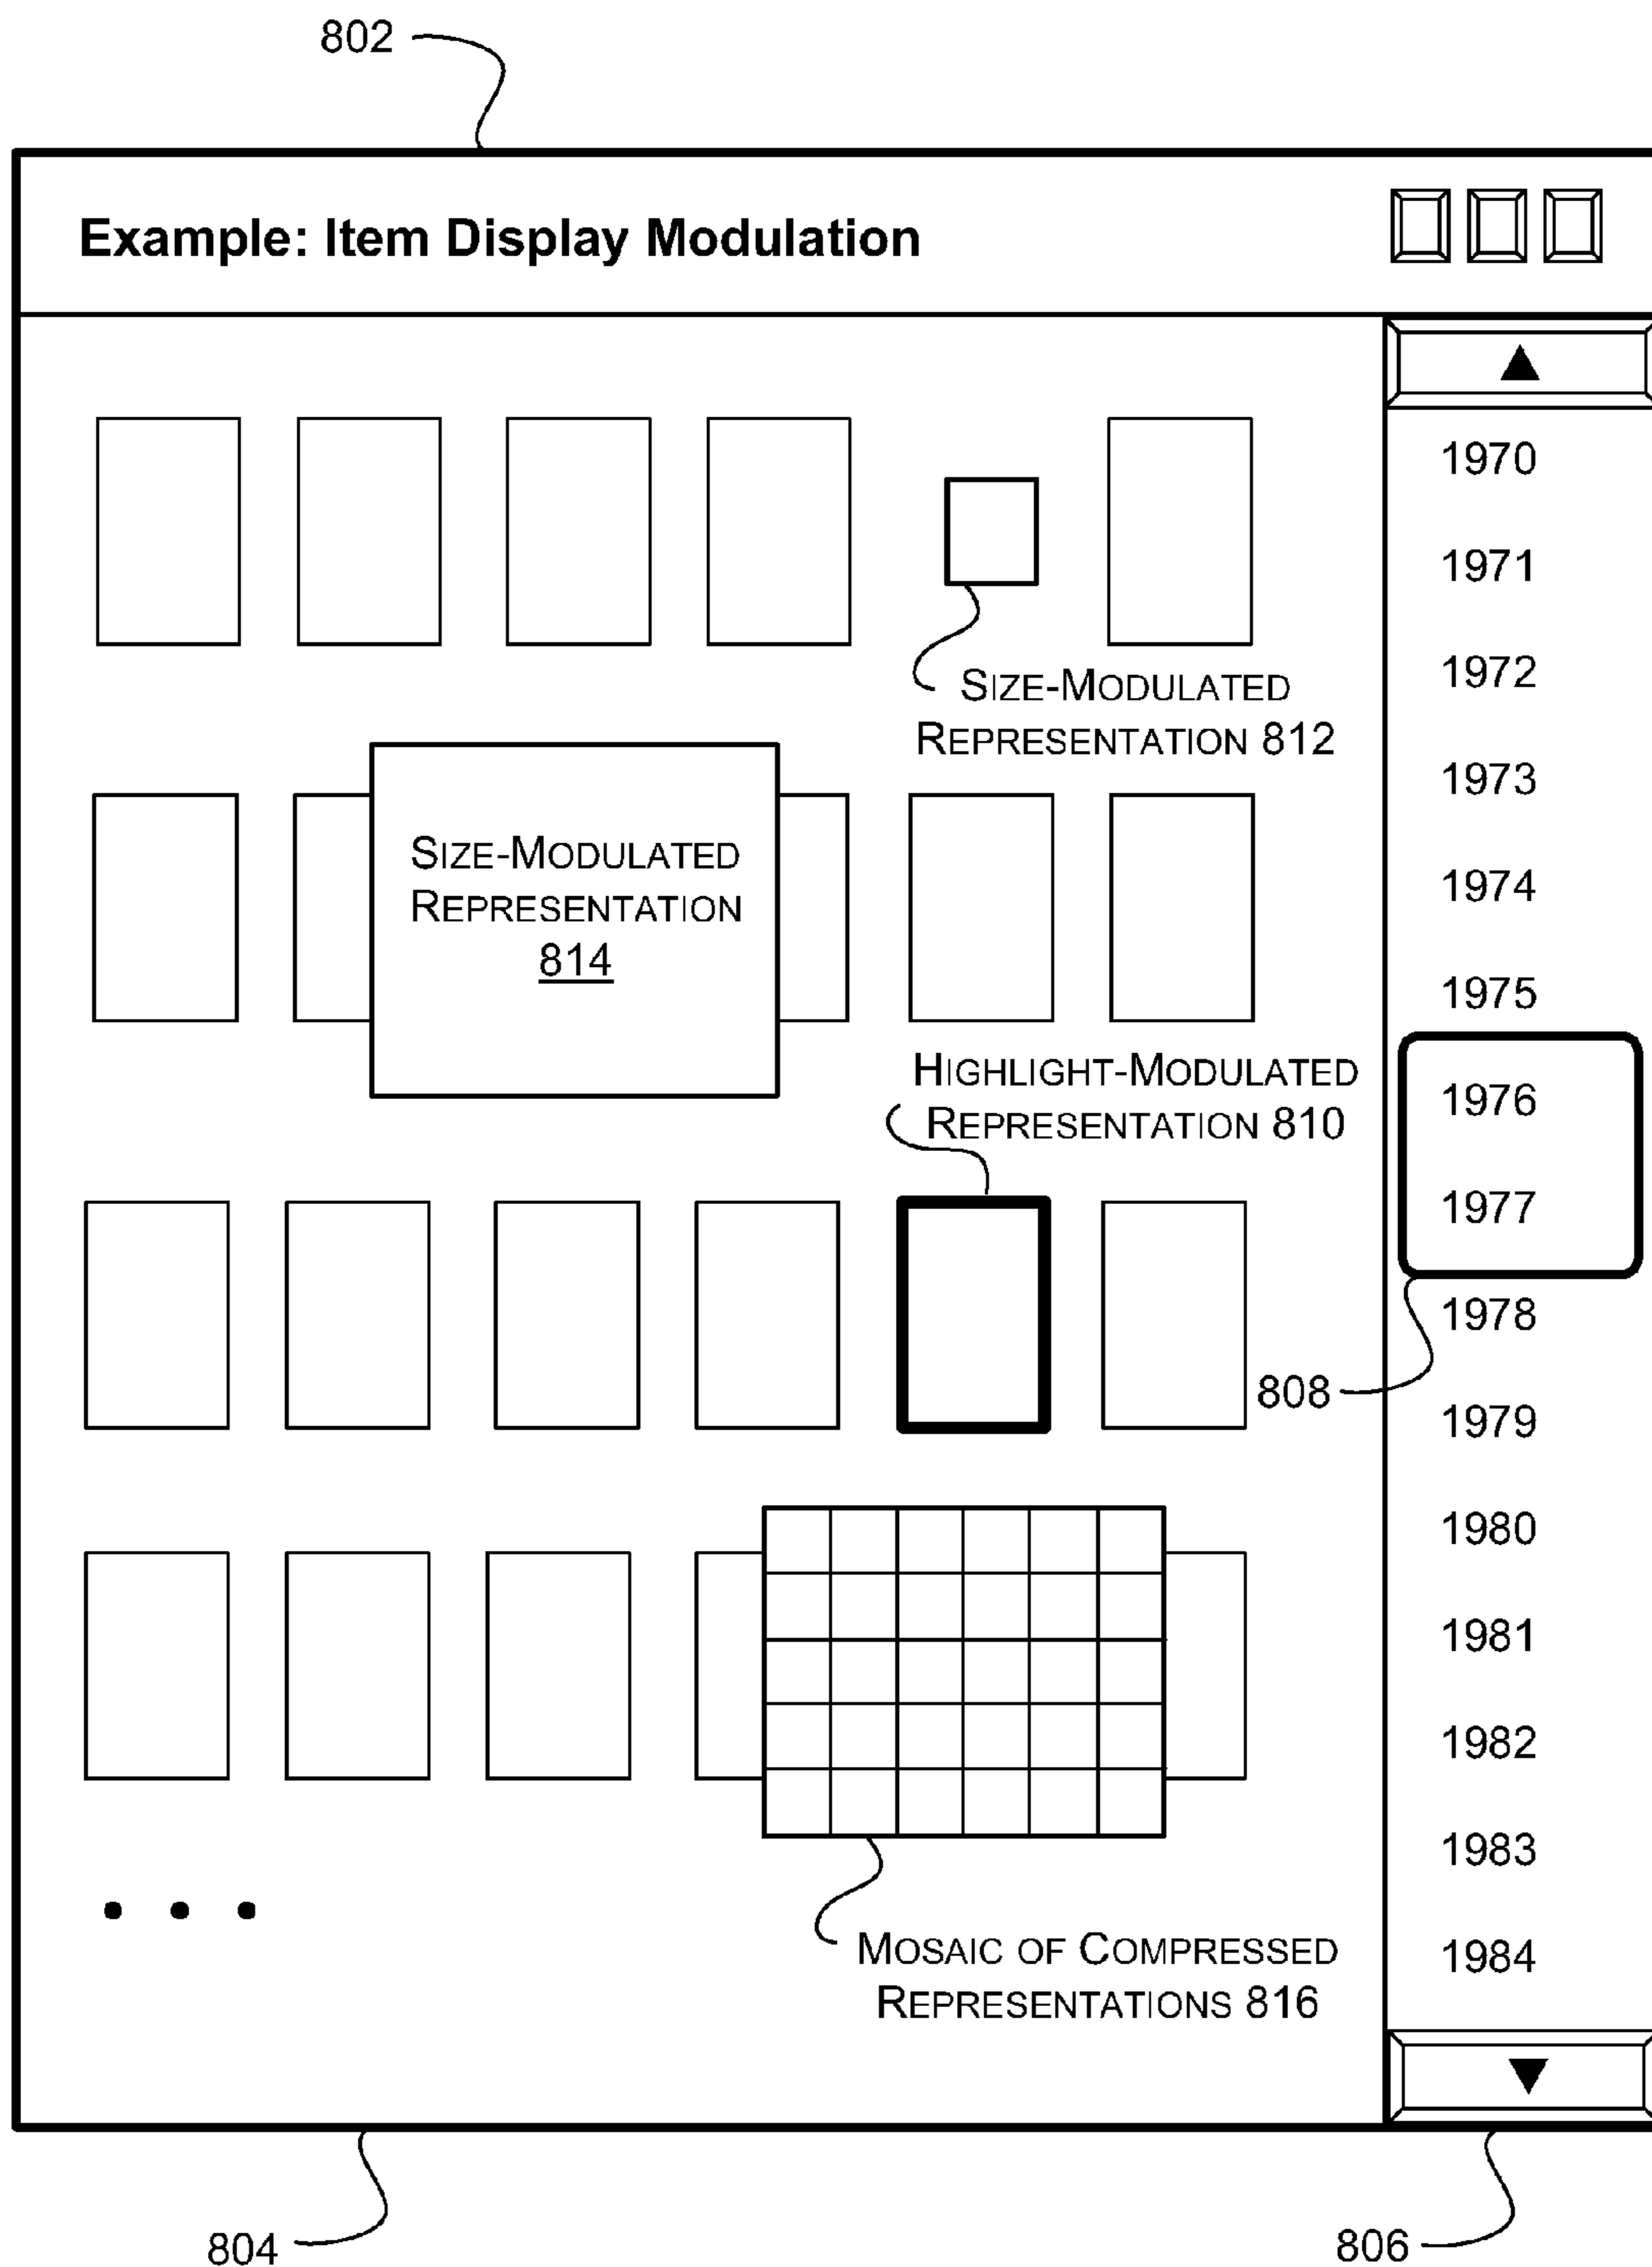 802
Example: Item Display Modulation
▲
1970
1971
1972
1973
1974
1975
1976
1977
1978
1979
1980
1981
1982
1983
1984
▼
SIZE-MODULATED
REPRESENTATION 812
SIZE-MODULATED
REPRESENTATION
814
HIGHLIGHT-MODULATED
REPRESENTATION 810
808
• • •
MOSAIC OF COMPRESSED
REPRESENTATIONS 816
804
806